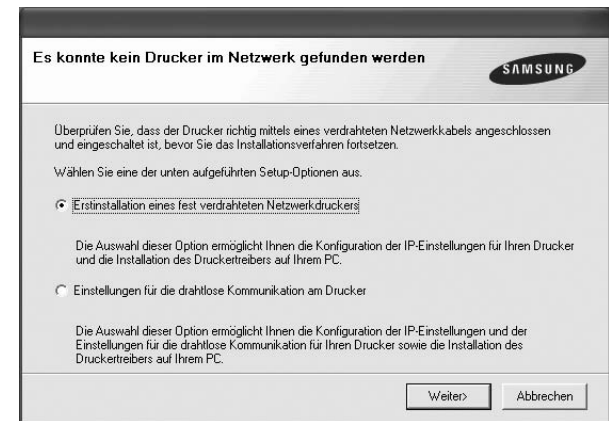 Es konnte kein Drucker im Netzwerk gefunden werden
SAMSUNG
Überprüfen Sie, dass der Drucker richtig mittels eines verdrahteten Netzwerkkabels angeschlossen
und eingeschaltet ist, bevor Sie das Installationsverfahren fortsetzen.
Wählen Sie eine der unten aufgeführten Setup-Optionen aus.
Erstinstallation eines fest verdrahteten Netzwerkdruckers
Die Auswahl dieser Option ermöglicht Ihnen die Konfiguration der IP-Einstellungen für Ihren Drucker
und die Installation des Druckertreibers auf Ihrem PC.
Einstellungen für die drahtlose Kommunikation am Drucker
Die Auswahl dieser Option ermöglicht Ihnen die Konfiguration der IP-Einstellungen und der
Einstellungen für die drahtlose Kommunikation für Ihren Drucker sowie die Installation des
Druckertreibers auf Ihrem PC.
Weiter>
Abbrechen